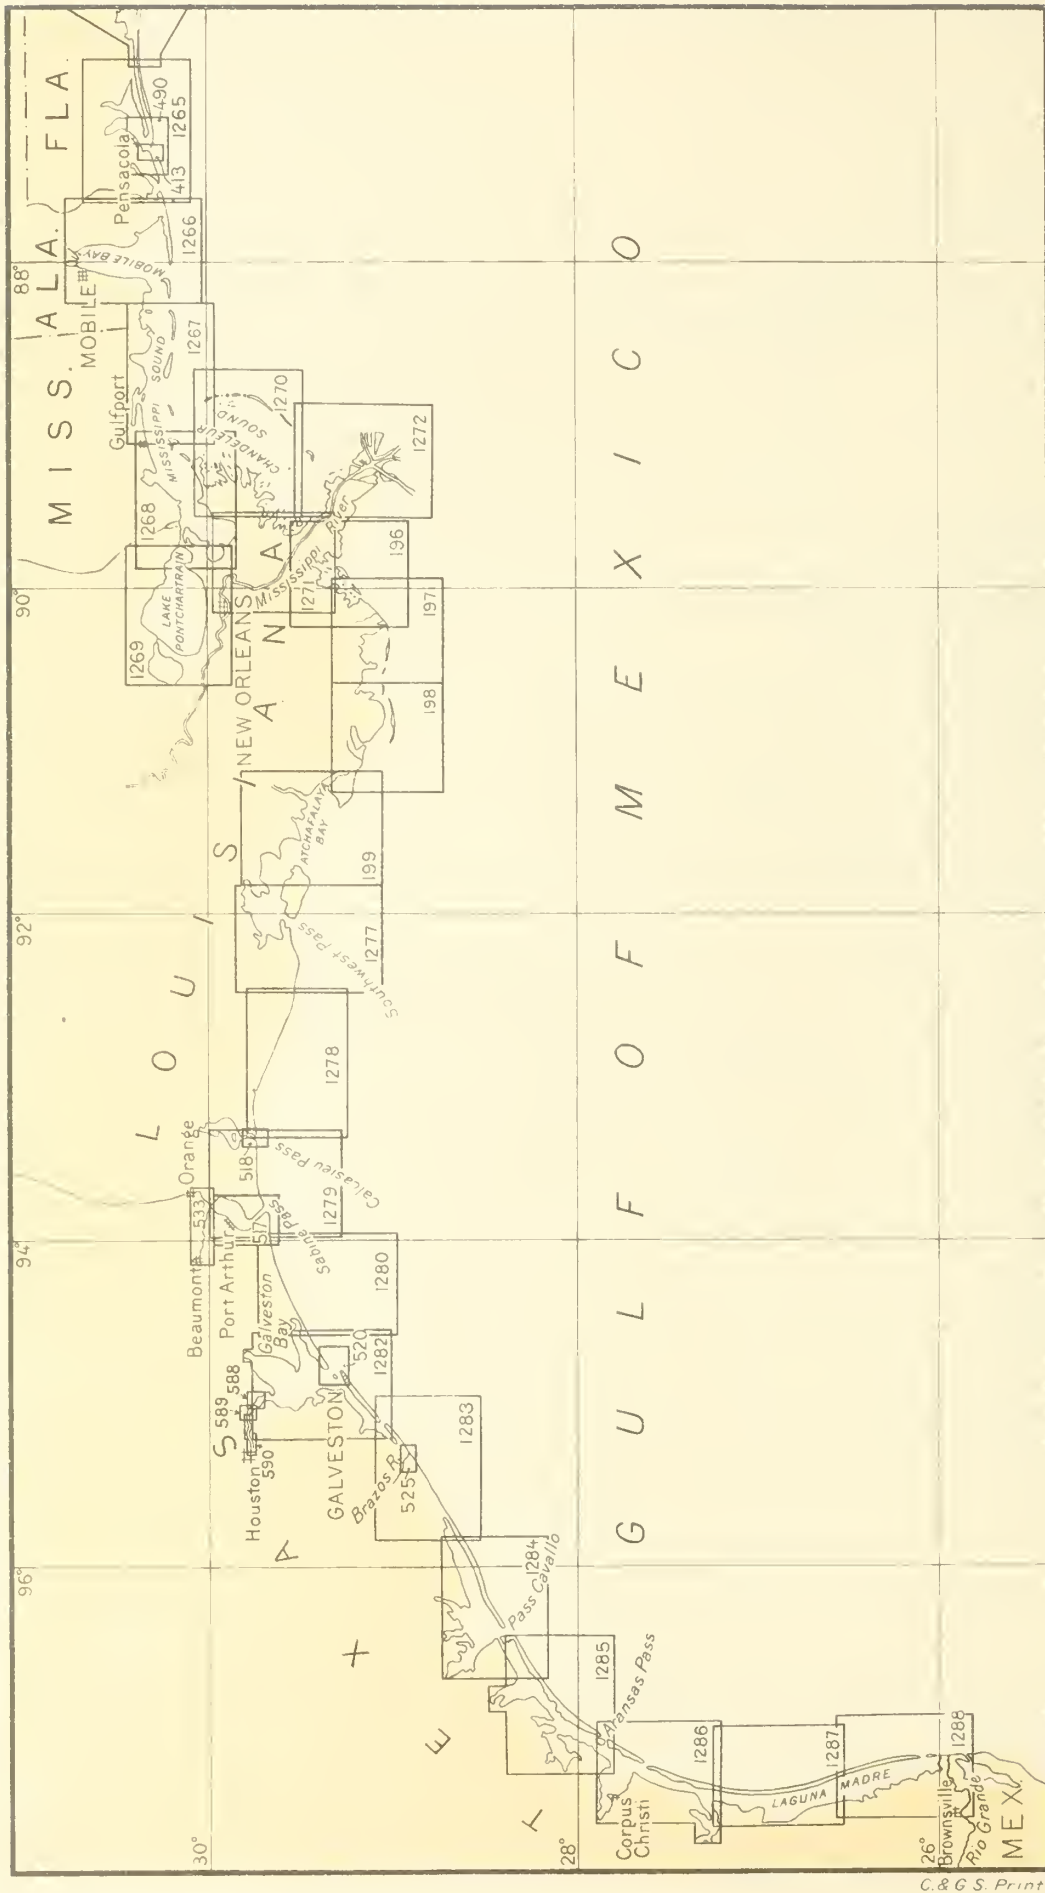 MISS.
ALA.
FLA.
88°
90°
92°
94°
96°
30°
28°
26°
LOUISIANA
TEXAS
MEX.
GULF OF MEXICO
Pensacola
490
1265
413
1266
MOBILE BAY
MOBILE
1267
Gulfport
MISSISSIPPI SOUND
1268
1270
CHANDELEUR
SOUND
1272
1269
LAKE
PONTCHARTRAIN
NEW ORLEANS
Mississippi River
1271
196
197
198
ATCHAFALAYA
BAY
199
1277
Southwest Pass
1278
Orange
518
Calcasieu Pass
1279
533
Beaumont
Port Arthur
517
Sabine Pass
1280
Galveston
Bay
588
589
590
Houston
520
1282
GALVESTON
1283
Brazos R.
525
1284
Pass Cavallo
1285
Aransas Pass
1286
Corpus
Christi
1287
LAGUNA MADRE
1288
Brownsville
Rio Grande
C. & G. S. Print